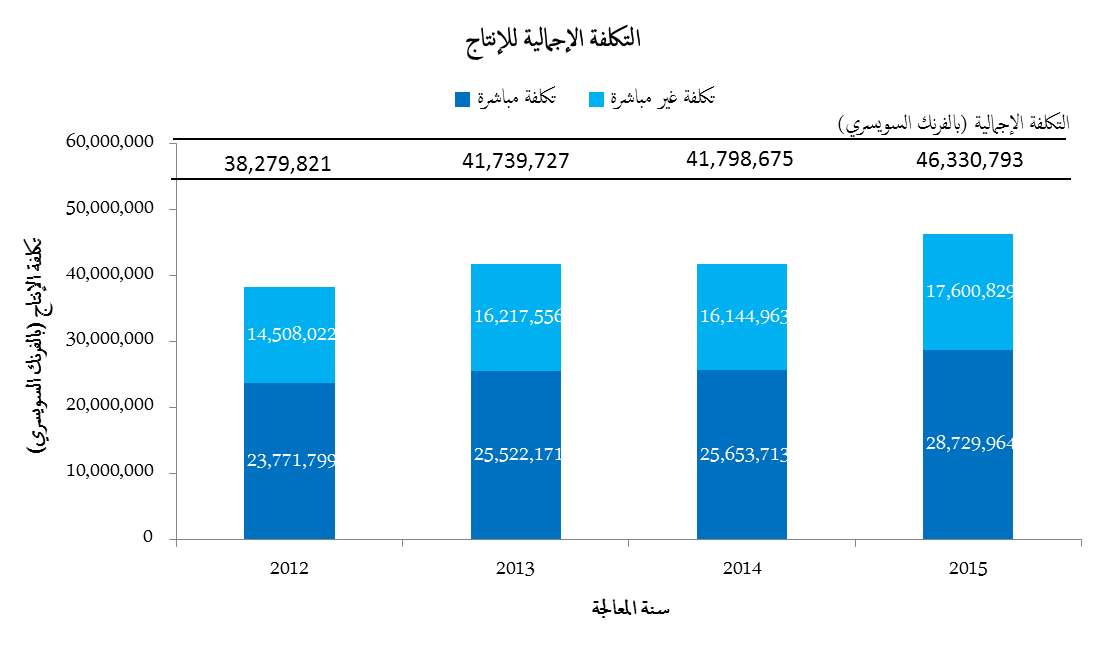 التكلفة الإجمالية للإنتاج
تكلفة مباشرة تكلفة غير مباشرة
التكلفة الإجمالية (بالفرنك السويسري)
38,279,821 41,739,727 41,798,675 46,330,793
تكلفة الإنتاج (بالفرنك السويسري)
60,000,000
50,000,000
40,000,000
30,000,000
20,000,000
10,000,000
0
14,508,022 16,217,556 16,144,963 17,600,829
23,771,799 25,522,171 25,653,713 28,729,964
2012 2013 2014 2015
سنة المعالجة